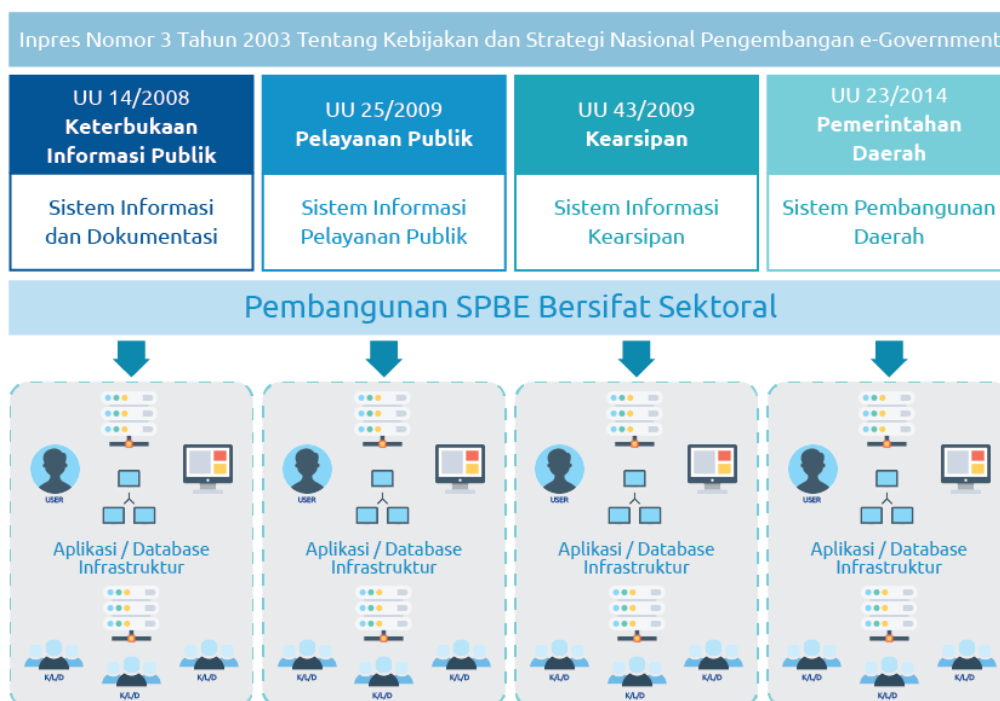 Inpres Nomor 3 Tahun 2003 Tentang Kebijakan dan Strategi Nasional Pengembangan e-Government
UU 14/2008
Keterbukaan
Informasi Publik
Sistem Informasi
dan Dokumentasi
UU 25/2009
Pelayanan Publik
Sistem Informasi
Pelayanan Publik
UU 43/2009
Kearsipan
Sistem Informasi
Kearsipan
UU 23/2014
Pemerintahan
Daerah
Sistem Pembangunan
Daerah
Pembangunan SPBE Bersifat Sektoral
USER
Aplikasi / Database
Infrastruktur
K/L/D
K/L/D
K/L/D
USER
Aplikasi / Database
Infrastruktur
K/L/D
K/L/D
K/L/D
USER
Aplikasi / Database
Infrastruktur
K/L/D
K/L/D
K/L/D
USER
Aplikasi / Database
Infrastruktur
K/L/D
K/L/D
K/L/D